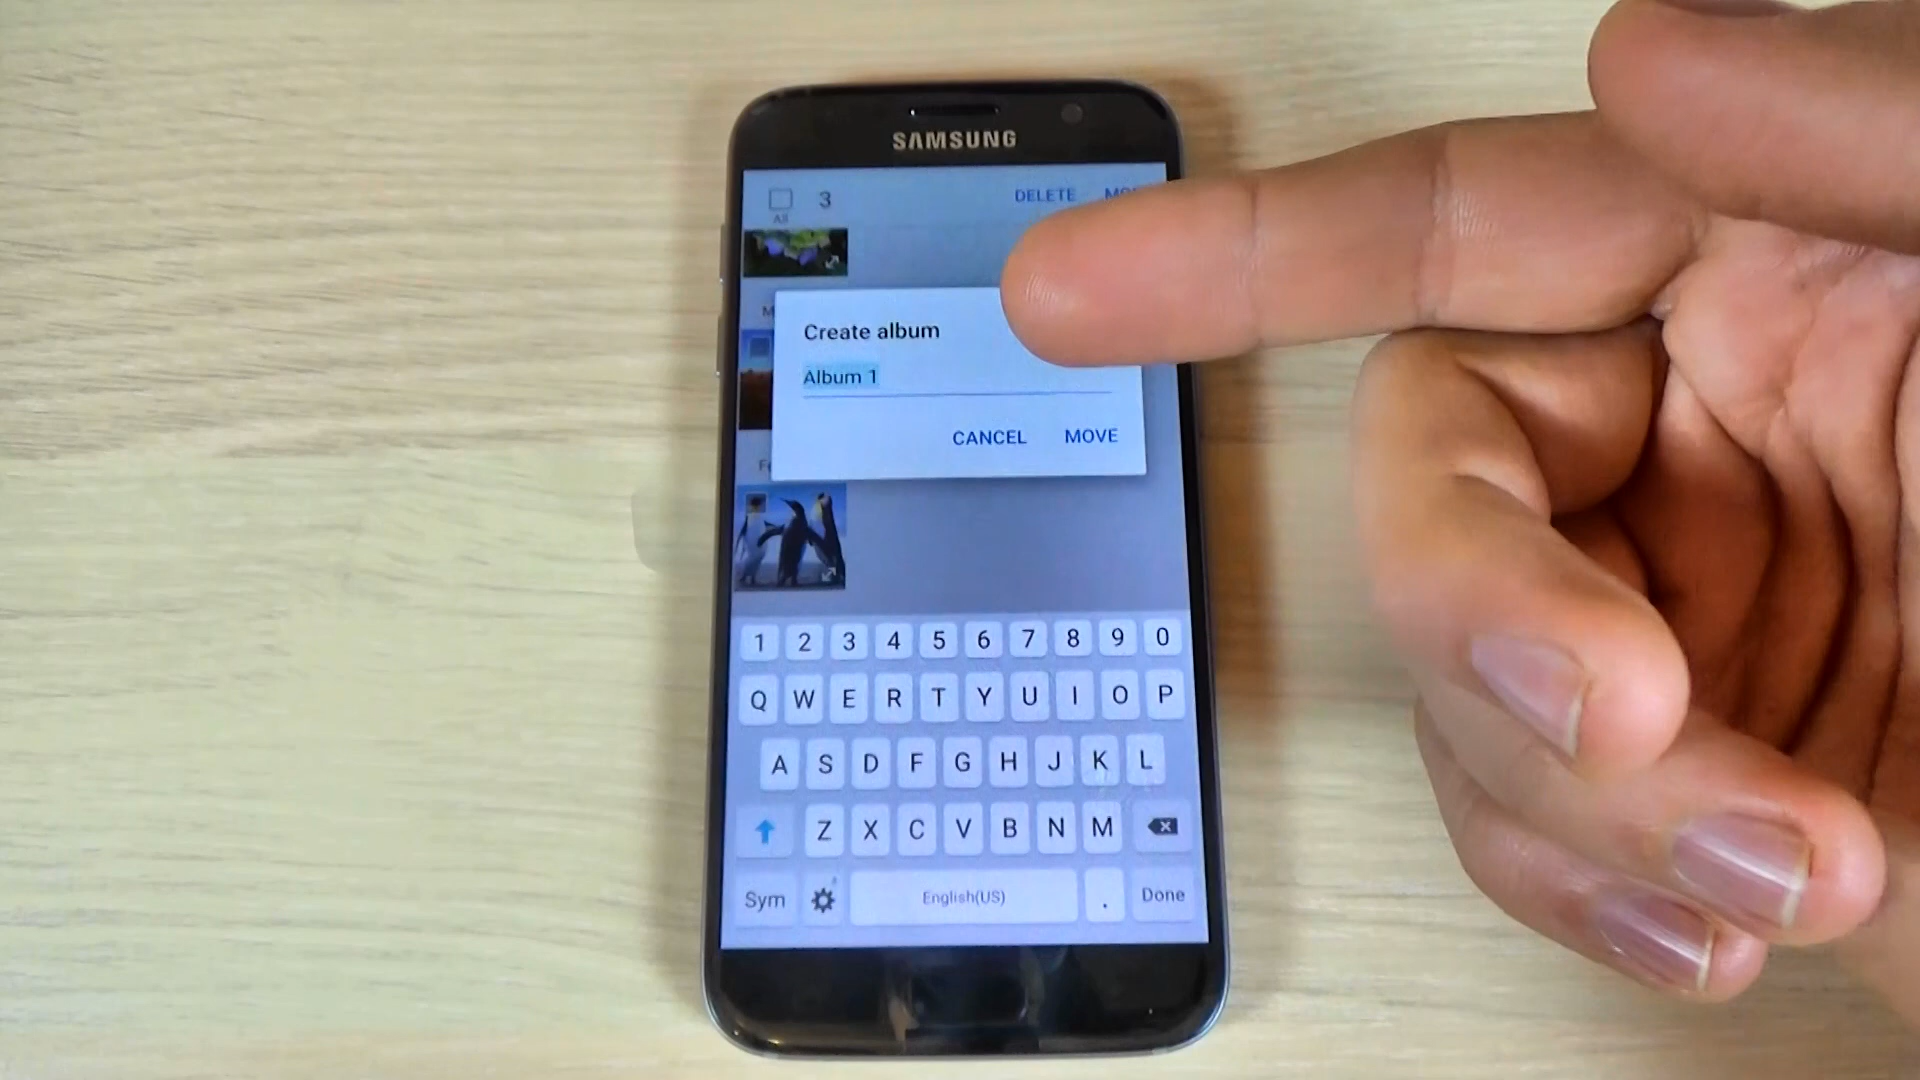 SAMSUNG
3 DELETE
All
Create album
Album 1
CANCEL MOVE
1 2 3 4 5 6 7 8 9 0
Q W E R T Y U I O P
A S D F G H J K L
Z X C V B N M
Sym English(US) . Done